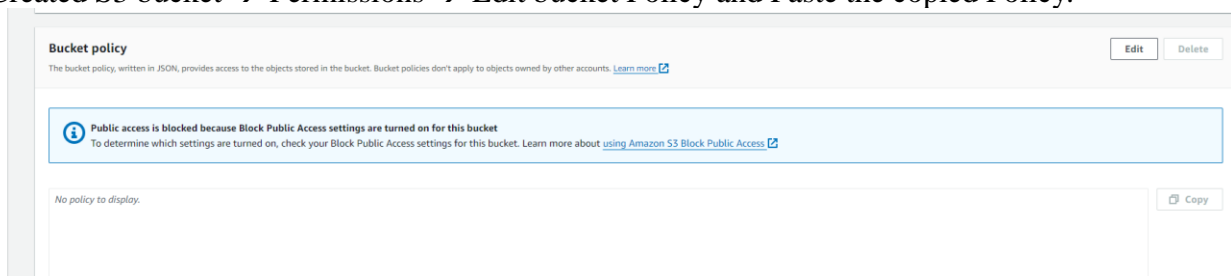 Created S3 bucket → Permissions → Edit bucket Policy and Paste the copied Policy.
Bucket policy
Edit
Delete
The bucket policy, written in JSON, provides access to the objects stored in the bucket. Bucket policies don't apply to objects owned by other accounts. Learn more
Public access is blocked because Block Public Access settings are turned on for this bucket
To determine which settings are turned on, check your Block Public Access settings for this bucket. Learn more about using Amazon S3 Block Public Access
No policy to display.
Copy